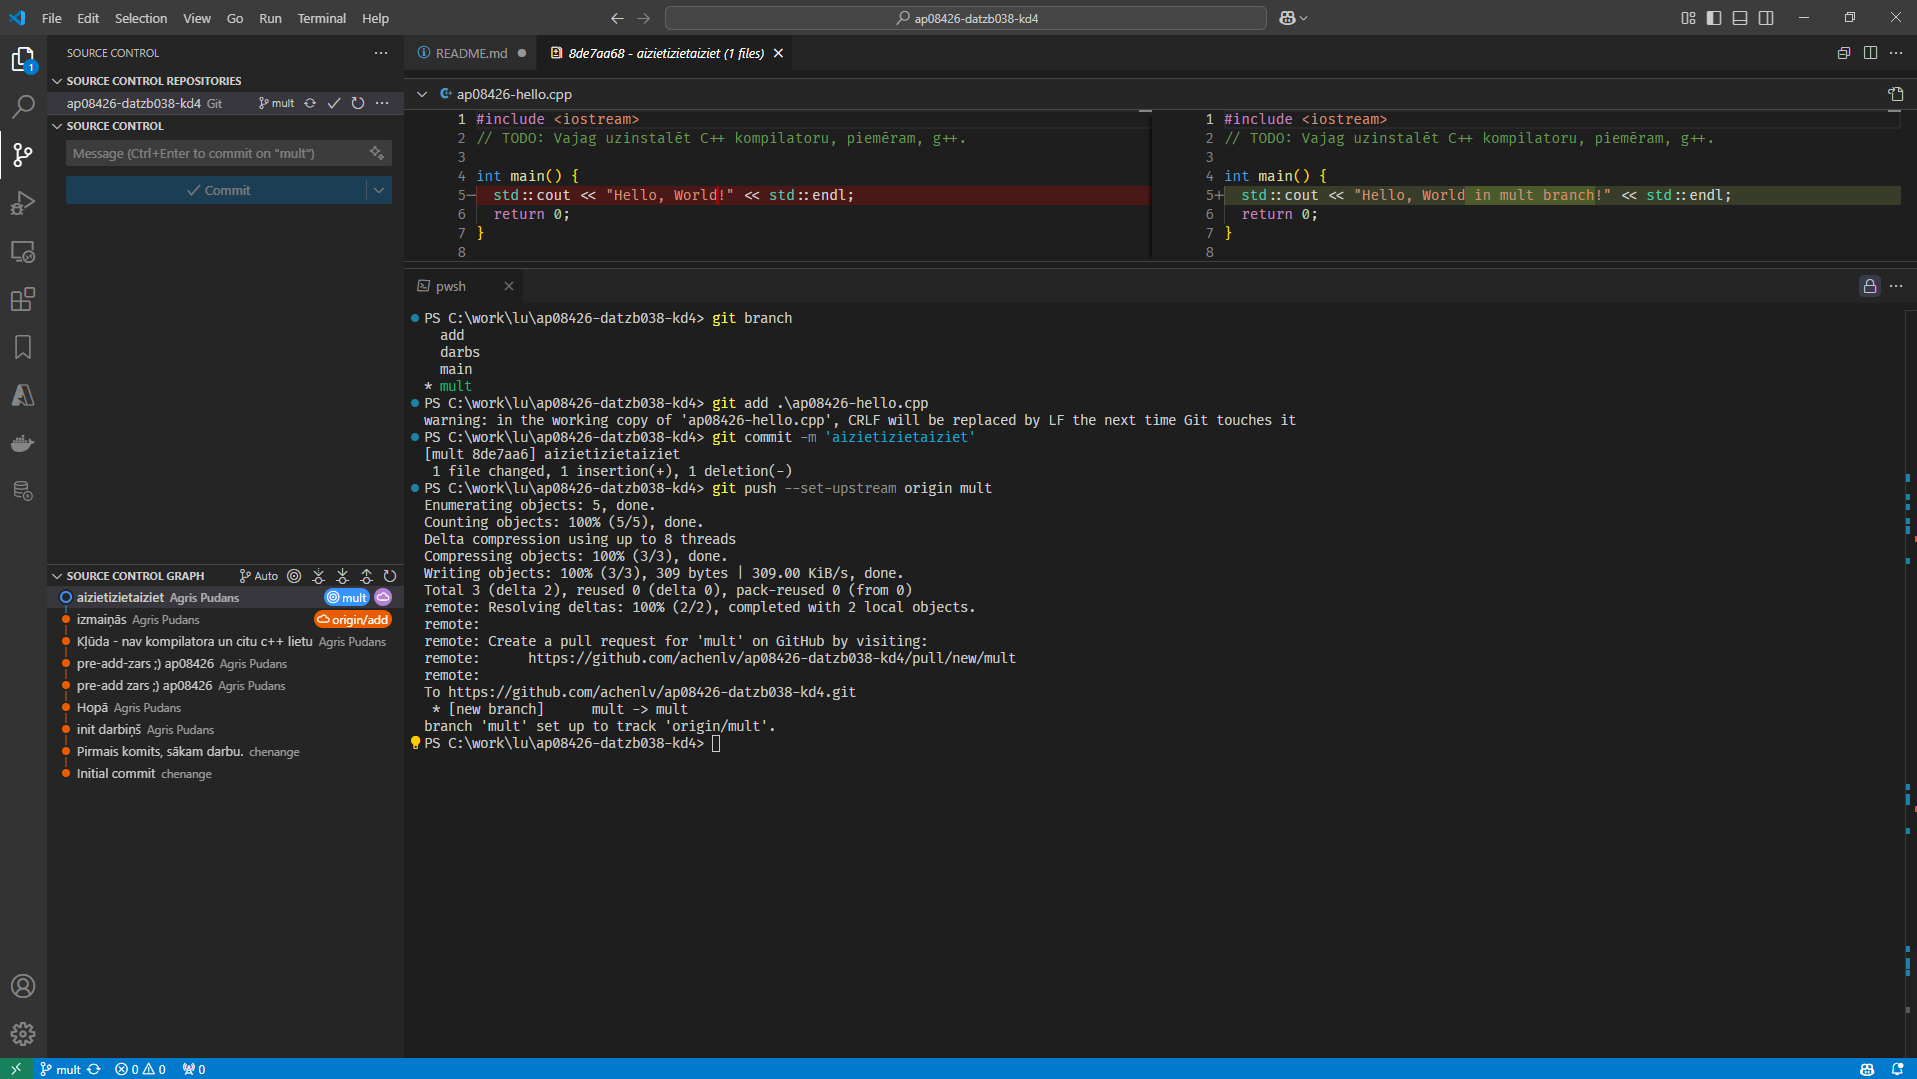 File Edit Selection View Go Run Terminal Help
ap08426-datzb038-kd4
SOURCE CONTROL
SOURCE CONTROL REPOSITORIES
ap08426-datzb038-kd4 Git mult
SOURCE CONTROL
Message (Ctrl+Enter to commit on "mult")
Commit
1
SOURCE CONTROL GRAPH Auto
aizietizietaiziet Agris Pudans mult
izmaiņās Agris Pudans origin/add
Kļūda - nav kompilatora un citu c++ lietu Agris Pudans
pre-add-zars ;) ap08426 Agris Pudans
pre-add zars ;) ap08426 Agris Pudans
Hopā Agris Pudans
init darbiņš Agris Pudans
Pirmais komits, sākam darbu. chenange
Initial commit chenange
README.md
8de7aa68 - aizietizietaiziet (1 files)
ap08426-hello.cpp
1 #include <iostream>
2 // TODO: Vajag uzinstalēt C++ kompilatoru, piemēram, g++.
3
4 int main() {
5- std::cout << "Hello, World!" << std::endl;
6 return 0;
7 }
8
1 #include <iostream>
2 // TODO: Vajag uzinstalēt C++ kompilatoru, piemēram, g++.
3
4 int main() {
5+ std::cout << "Hello, World in mult branch!" << std::endl;
6 return 0;
7 }
8
pwsh
PS C:\work\lu\ap08426-datzb038-kd4> git branch
add
darbs
main
* mult
PS C:\work\lu\ap08426-datzb038-kd4> git add .\ap08426-hello.cpp
warning: in the working copy of 'ap08426-hello.cpp', CRLF will be replaced by LF the next time Git touches it
PS C:\work\lu\ap08426-datzb038-kd4> git commit -m 'aizietizietaiziet'
[mult 8de7aa6] aizietizietaiziet
1 file changed, 1 insertion(+), 1 deletion(-)
PS C:\work\lu\ap08426-datzb038-kd4> git push --set-upstream origin mult
Enumerating objects: 5, done.
Counting objects: 100% (5/5), done.
Delta compression using up to 8 threads
Compressing objects: 100% (3/3), done.
Writing objects: 100% (3/3), 309 bytes | 309.00 KiB/s, done.
Total 3 (delta 2), reused 0 (delta 0), pack-reused 0 (from 0)
remote: Resolving deltas: 100% (2/2), completed with 2 local objects.
remote:
remote: Create a pull request for 'mult' on GitHub by visiting:
remote: https://github.com/achenlv/ap08426-datzb038-kd4/pull/new/mult
remote:
To https://github.com/achenlv/ap08426-datzb038-kd4.git
* [new branch] mult -> mult
branch 'mult' set up to track 'origin/mult'.
PS C:\work\lu\ap08426-datzb038-kd4>
mult 0 0 0